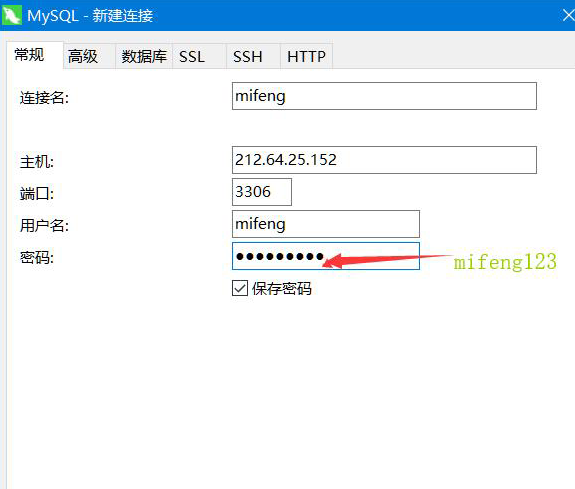 MySQL - 新建连接
常规 高级 数据库 SSL SSH HTTP
连接名: mifeng
主机: 212.64.25.152
端口: 3306
用户名: mifeng
密码: ●●●●●●●●● mifeng123
保存密码